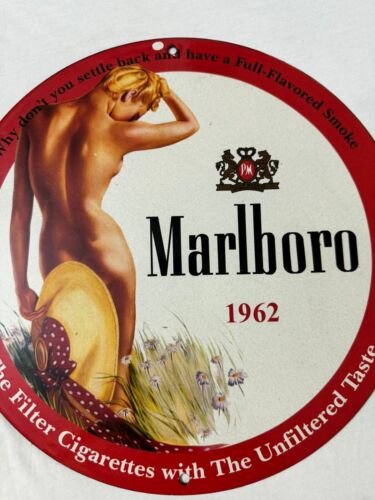 Why don't you settle back and have a Full-Flavored Smoke
PM
Marlboro
1962
The Filter Cigarettes with The Unfiltered Taste